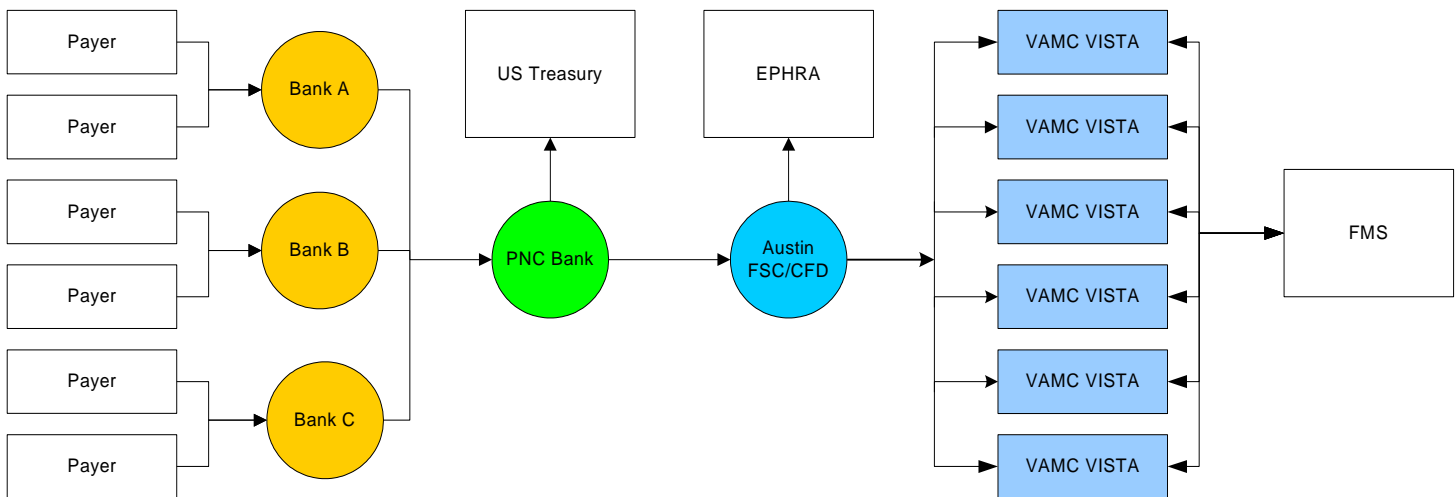 Payer
Payer
Payer
Payer
Payer
Payer
Bank A
Bank B
Bank C
US Treasury
PNC Bank
EPHRA
Austin
FSC/CFD
VAMC VISTA
VAMC VISTA
VAMC VISTA
VAMC VISTA
VAMC VISTA
VAMC VISTA
FMS